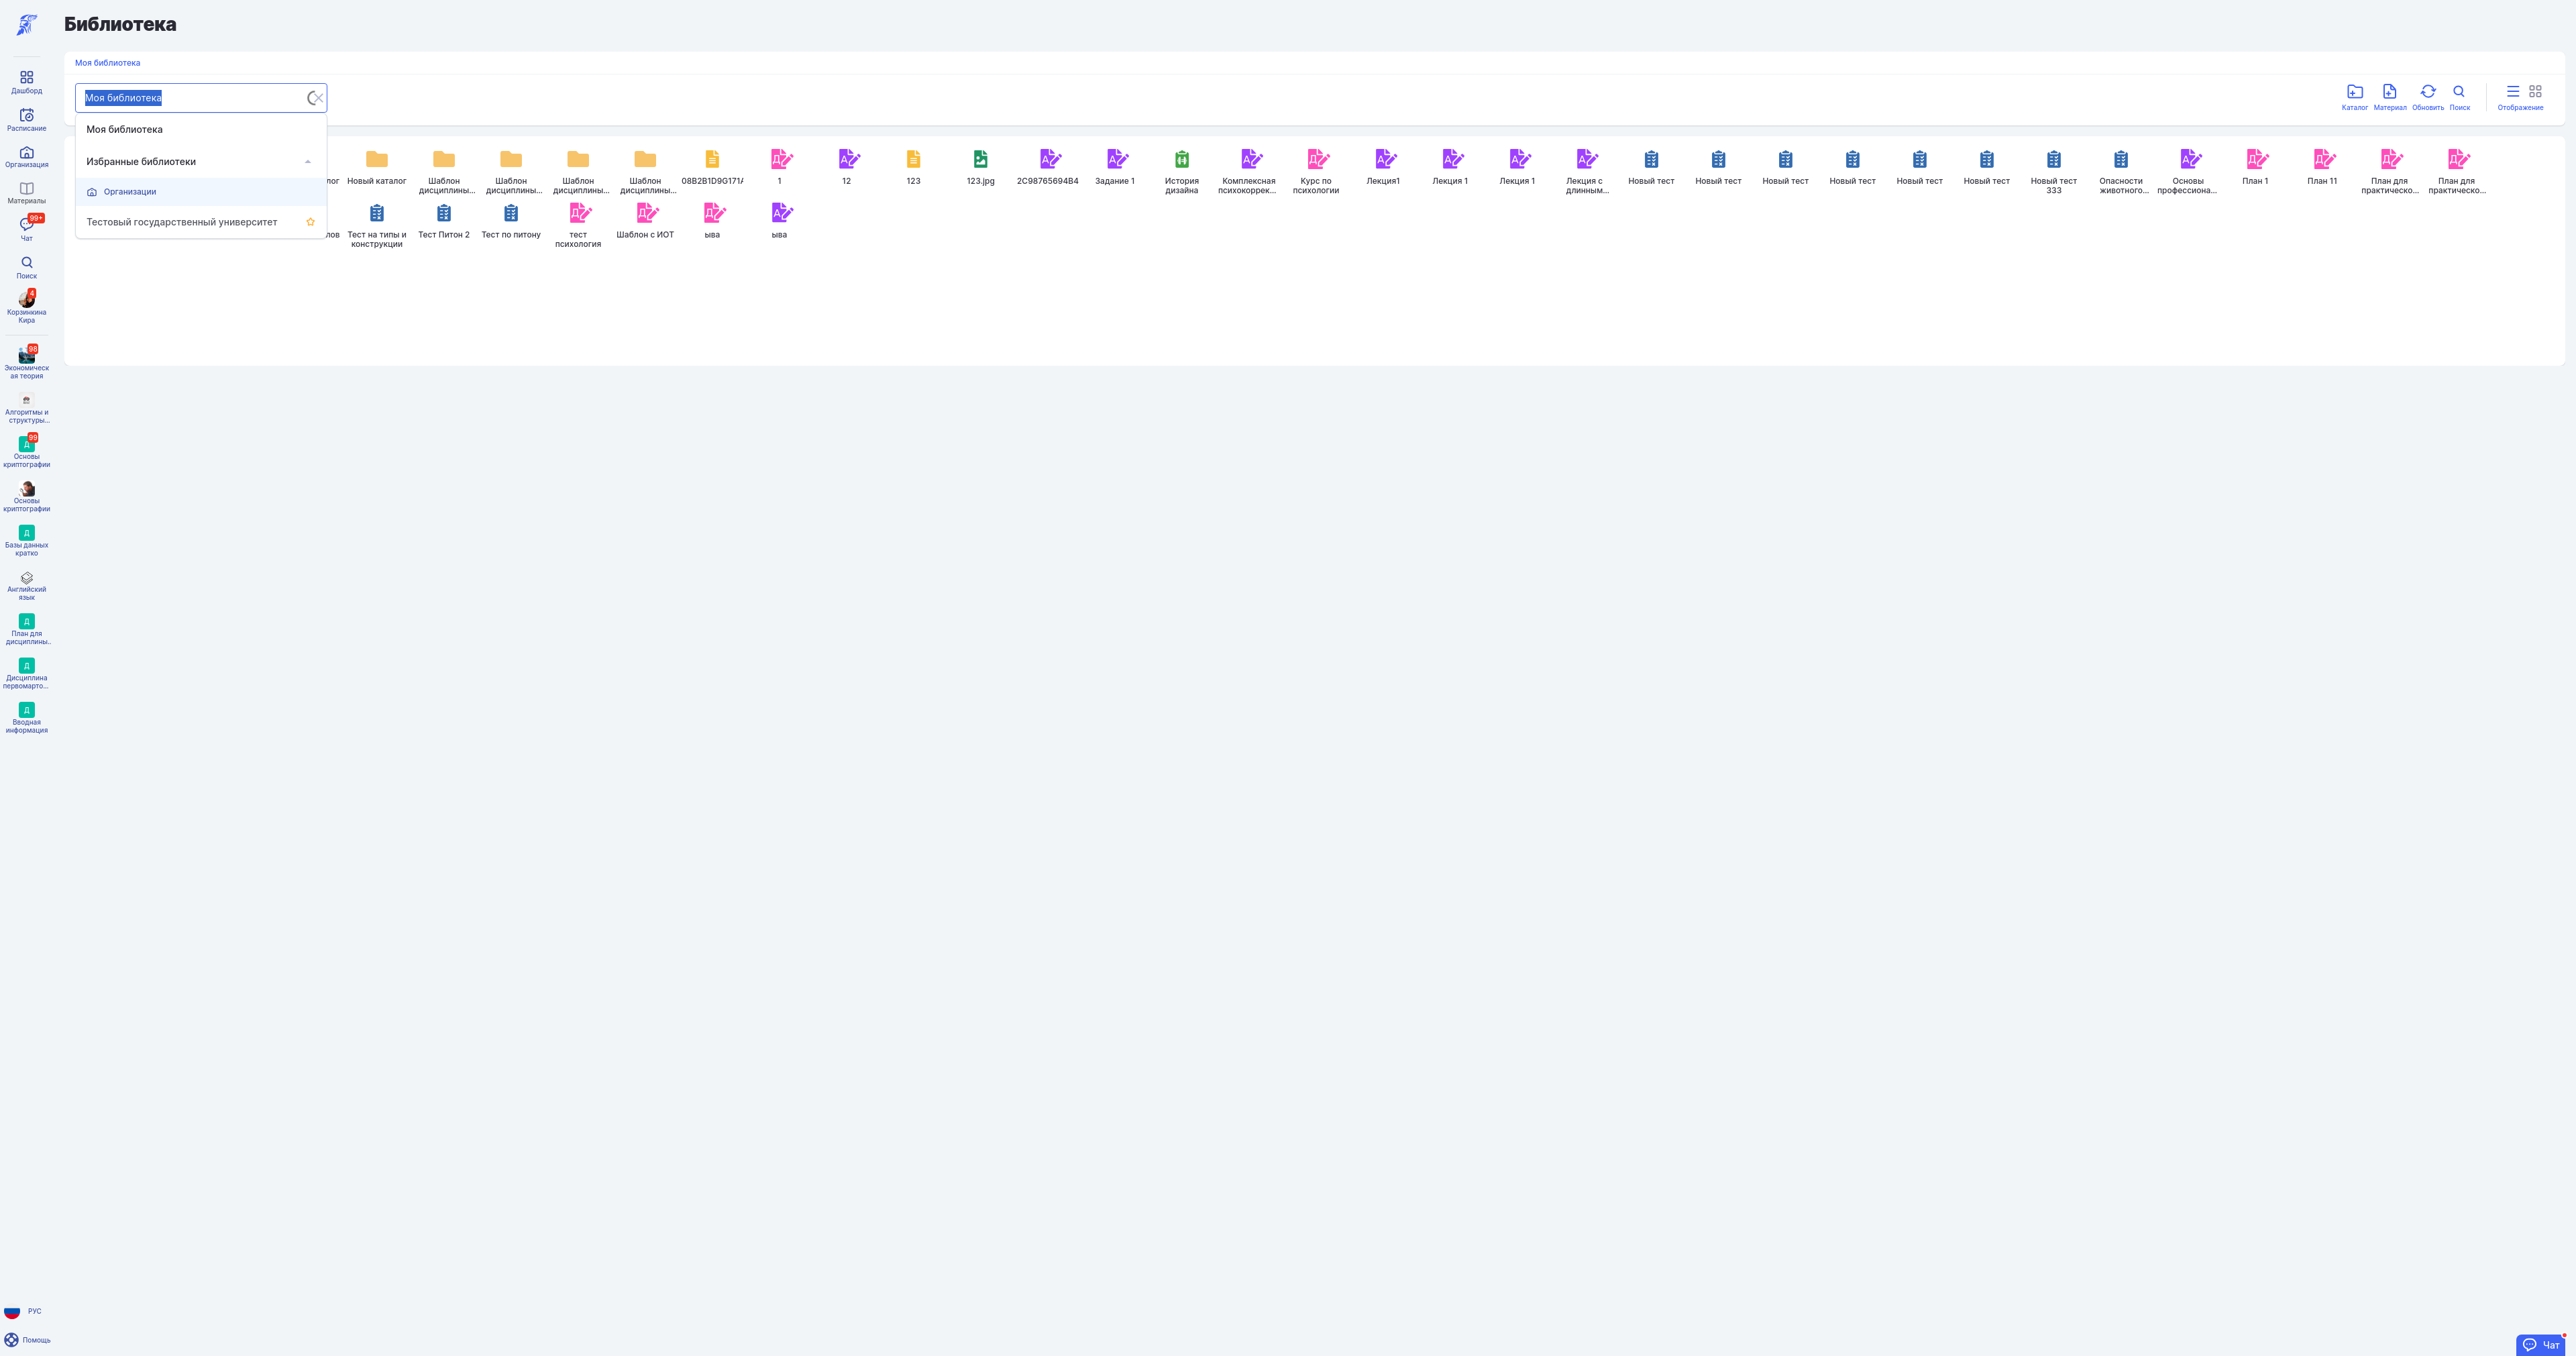 Библиотека
Моя библиотека
Моя библиотека
Каталог
Материал
Обновить
Поиск
Отображение
Моя библиотека
Избранные библиотеки
Организации
Тестовый государственный университет
Дашборд
Расписание
Организация
Материалы
99+
Чат
Поиск
4
Корзинкина
Кира
98
Экономическ
ая теория
Алгоритмы и
структуры...
99
Д
Основы
криптографии
Основы
криптографии
Д
Базы данных
кратко
Английский
язык
Д
План для
дисциплины..
Д
Дисциплина
первомарто...
Д
Вводная
информация
РУС
Помощь
лог
Новый каталог
Шаблон
дисциплины...
Шаблон
дисциплины...
Шаблон
дисциплины...
Шаблон
дисциплины...
08B2B1D9G171
1
12
123
123.jpg
2C98765694B4
Задание 1
История
дизайна
Комплексная
психокоррек...
Курс по
психологии
Лекция1
Лекция 1
Лекция 1
Лекция с
длинным...
Новый тест
Новый тест
Новый тест
Новый тест
Новый тест
Новый тест
Новый тест
333
Опасности
животного...
Основы
профессиона...
План 1
План 11
План для
практическо...
План для
практическо...
лов
Тест на типы и
конструкции
Тест Питон 2
Тест по питону
тест
психология
Шаблон с ИОТ
ыва
ыва
Чат